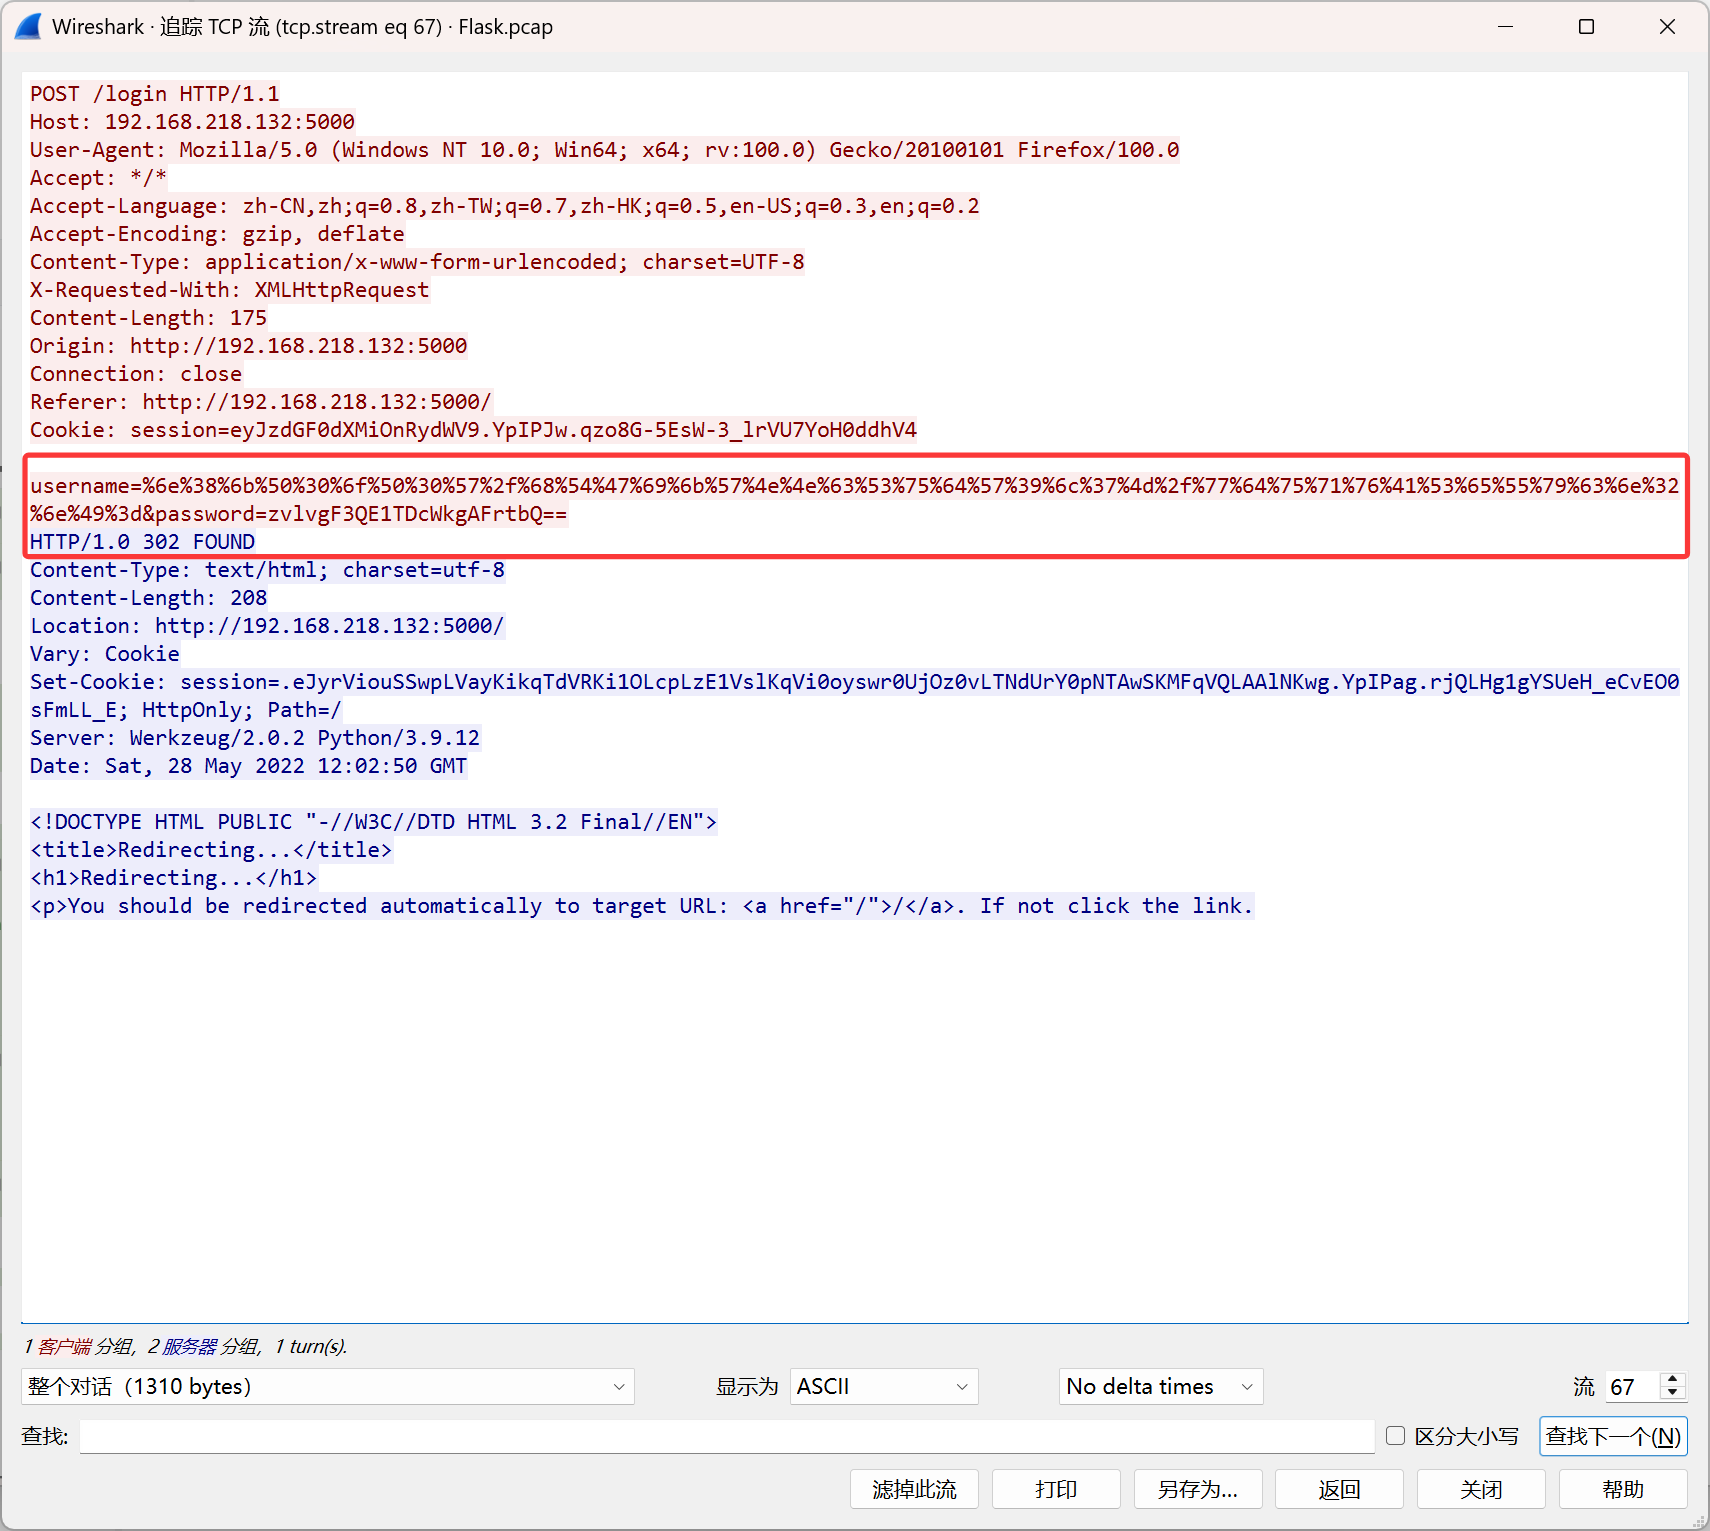 Wireshark · 追踪 TCP 流 (tcp.stream eq 67) · Flask.pcap
POST /login HTTP/1.1
Host: 192.168.218.132:5000
User-Agent: Mozilla/5.0 (Windows NT 10.0; Win64; x64; rv:100.0) Gecko/20100101 Firefox/100.0
Accept: */*
Accept-Language: zh-CN,zh;q=0.8,zh-TW;q=0.7,zh-HK;q=0.5,en-US;q=0.3,en;q=0.2
Accept-Encoding: gzip, deflate
Content-Type: application/x-www-form-urlencoded; charset=UTF-8
X-Requested-With: XMLHttpRequest
Content-Length: 175
Origin: http://192.168.218.132:5000
Connection: close
Referer: http://192.168.218.132:5000/
Cookie: session=eyJzdGF0dXMiOnRydWV9.YpIPJw.qzo8G-5EsW-3_lrVU7YoH0ddhV4
username=%6e%38%6b%50%30%6f%50%30%57%2f%68%54%47%69%6b%57%4e%4e%63%53%75%64%57%39%6c%37%4d%2f%77%64%75%71%76%41%53%65%55%79%63%6e%32
%6e%49%3d&password=zvlvgF3QE1TDcWkgAFrtbQ==
HTTP/1.0 302 FOUND
Content-Type: text/html; charset=utf-8
Content-Length: 208
Location: http://192.168.218.132:5000/
Vary: Cookie
Set-Cookie: session=.eJyrViouSSwpLVayKikqTdVRKi1OLcpLzE1VslKqVi0oyswr0UjOz0vLTNdUrY0pNTAwSKMFqVQLAAlNKwg.YpIPag.rjQLHg1gYSUeH_eCvEO0
sFmLL_E; HttpOnly; Path=/
Server: Werkzeug/2.0.2 Python/3.9.12
Date: Sat, 28 May 2022 12:02:50 GMT
<!DOCTYPE HTML PUBLIC "-//W3C//DTD HTML 3.2 Final//EN">
<title>Redirecting...</title>
<h1>Redirecting...</h1>
<p>You should be redirected automatically to target URL: <a href="/">/</a>. If not click the link.
1 客户端 分组, 2 服务器 分组, 1 turn(s).
整个对话（1310 bytes） 显示为 ASCII No delta times 流 67
查找: 区分大小写 查找下一个(N)
滤掉此流 打印 另存为... 返回 关闭 帮助